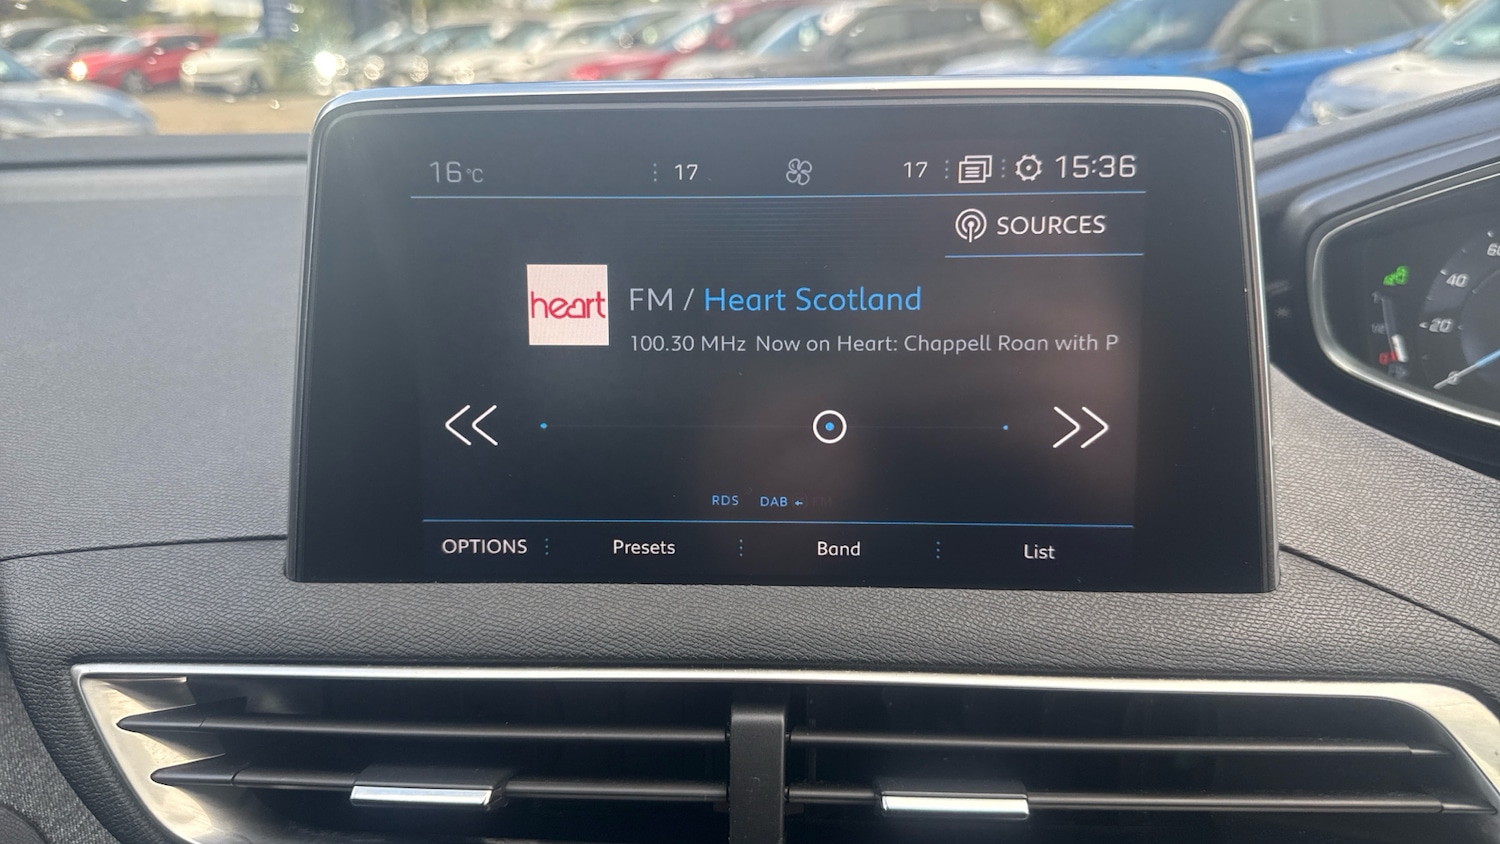 16°C 17 17 15:36
SOURCES
heart
FM / Heart Scotland
100.30 MHz Now on Heart: Chappell Roan with P
RDS DAB
OPTIONS Presets Band List
40
20
0